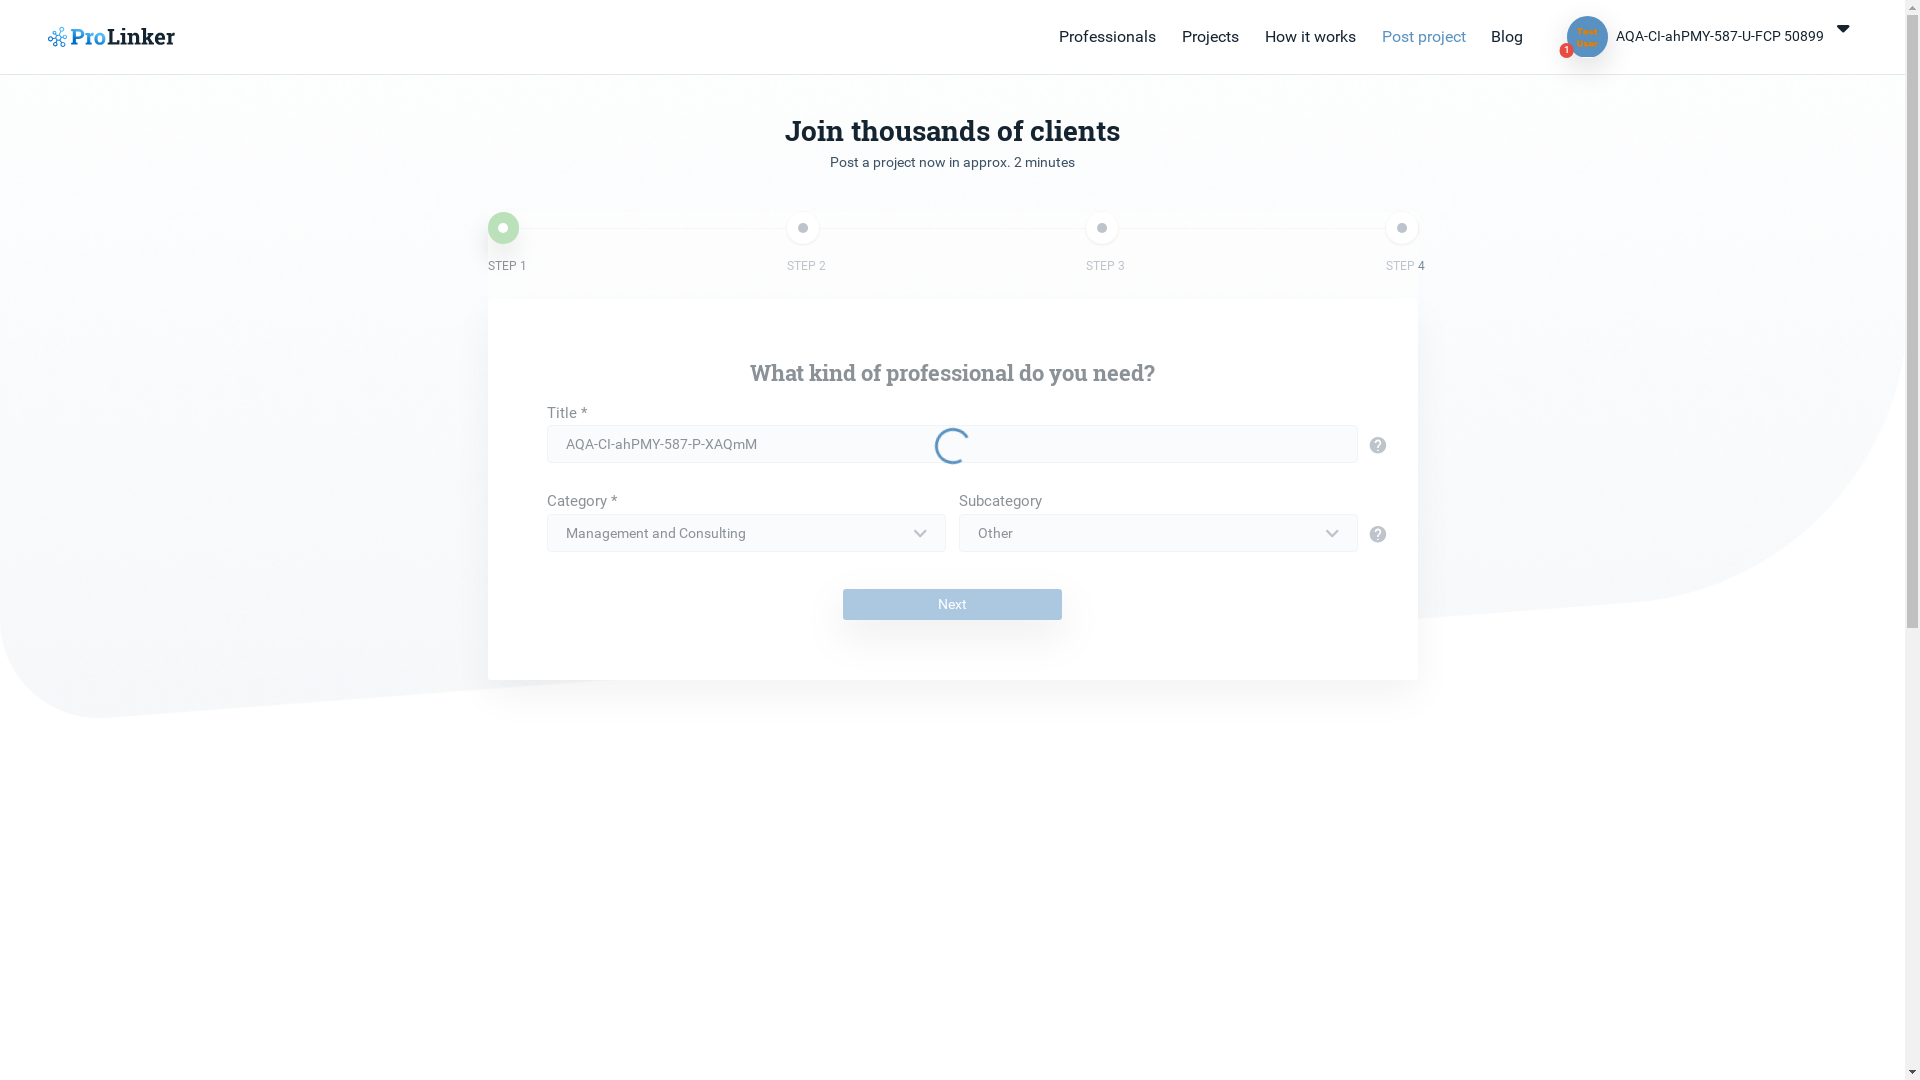 ProLinker
Professionals
Projects
How it works
Post project
Blog
Test
User
1
AQA-CI-ahPMY-587-U-FCP 50899
Join thousands of clients
Post a project now in approx. 2 minutes
STEP 1
STEP 2
STEP 3
STEP 4
What kind of professional do you need?
Title *
AQA-CI-ahPMY-587-P-XAQmM
?
Category *
Subcategory
Management and Consulting
Other
?
Next